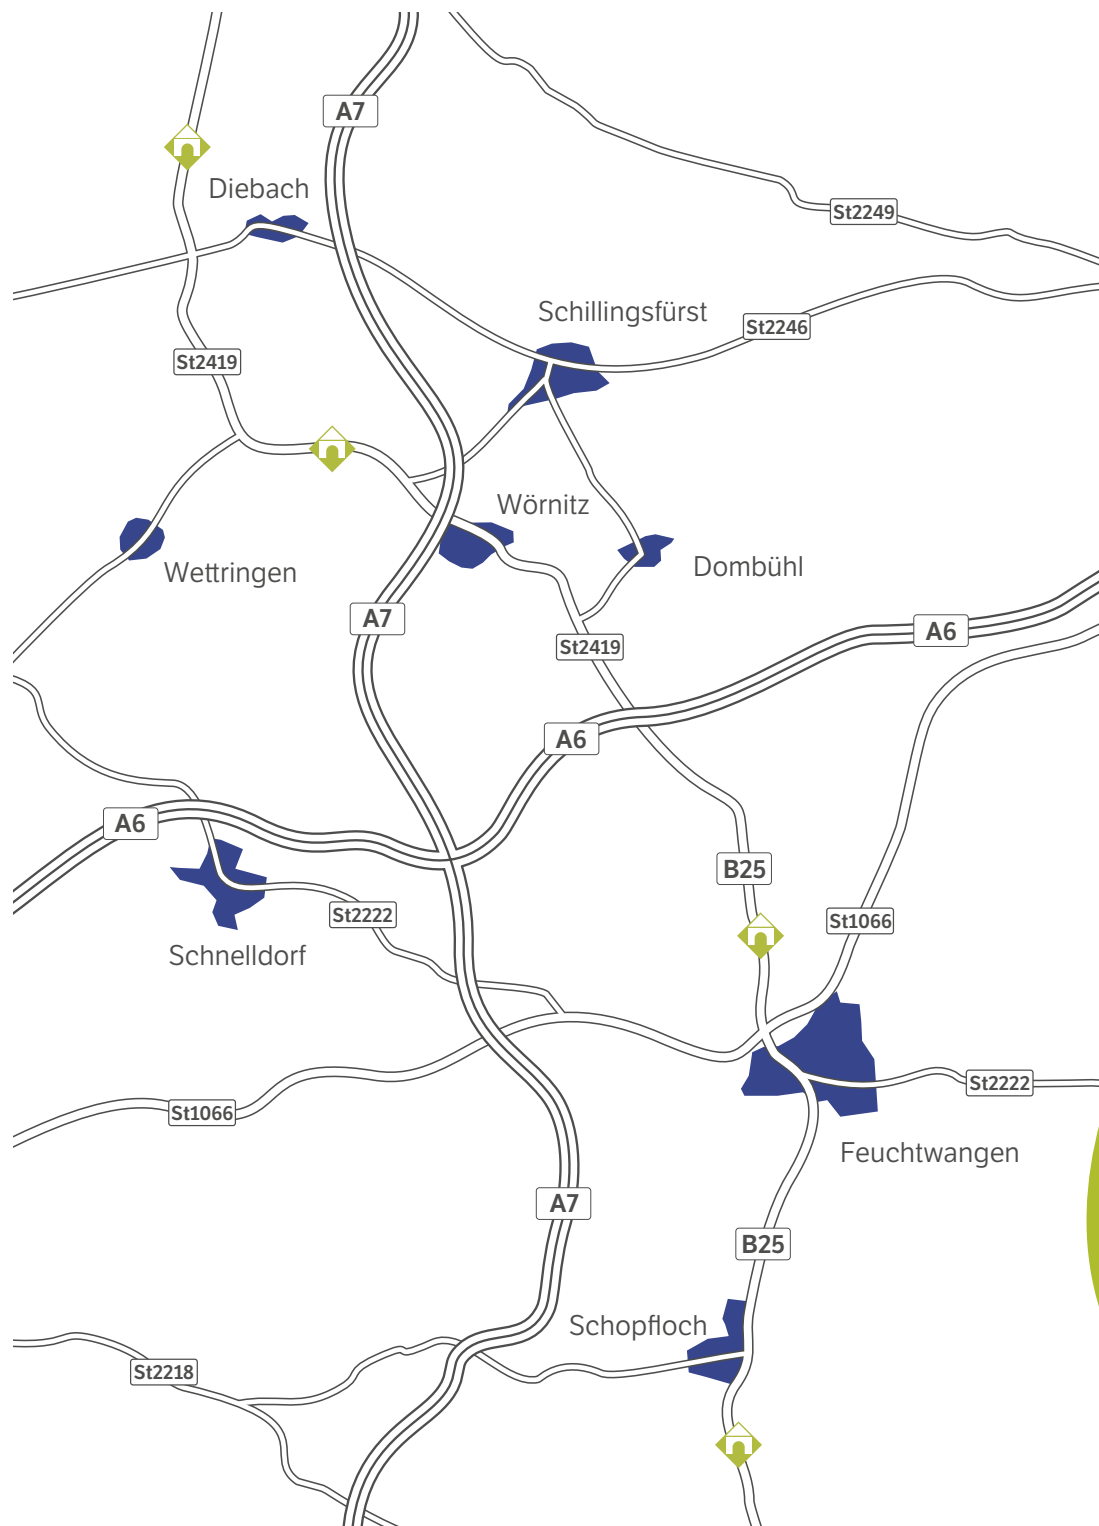 A7
Diebach
St2249
Schillingsfürst
St2246
St2419
Wörnitz
Wettringen
Dombühl
A7
A6
St2419
A6
A6
B25
St2222
St1066
Schnelldorf
St2222
St1066
Feuchtwangen
A7
B25
Schopfloch
St2218